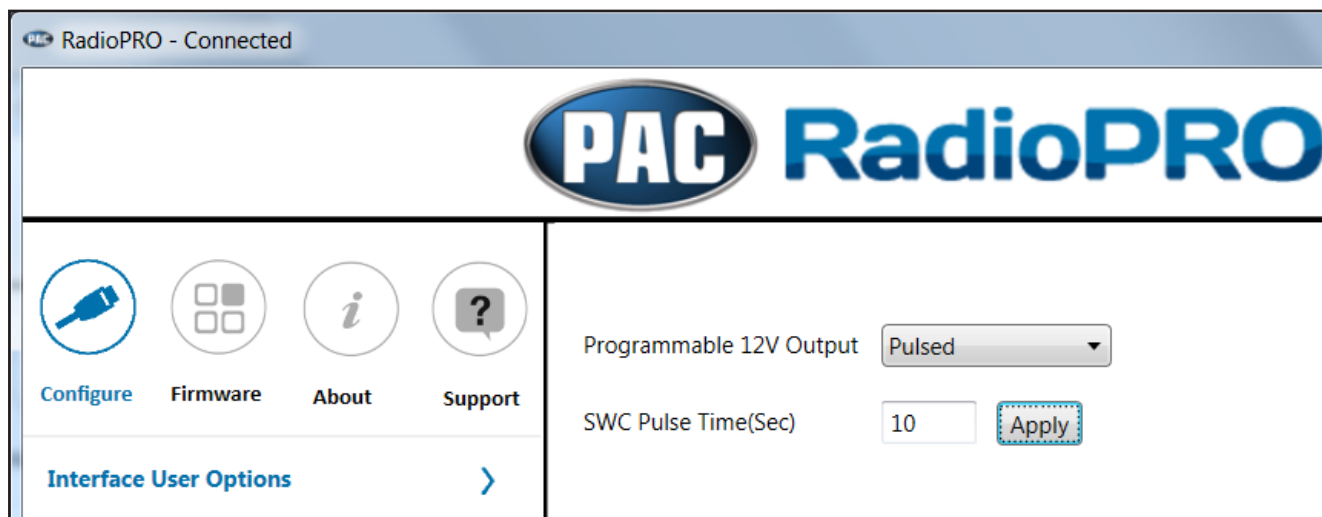 PAC RadioPRO - Connected
PAC RadioPRO
i
?
Configure Firmware About Support
Interface User Options
Programmable 12V Output Pulsed
SWC Pulse Time(Sec) 10 Apply